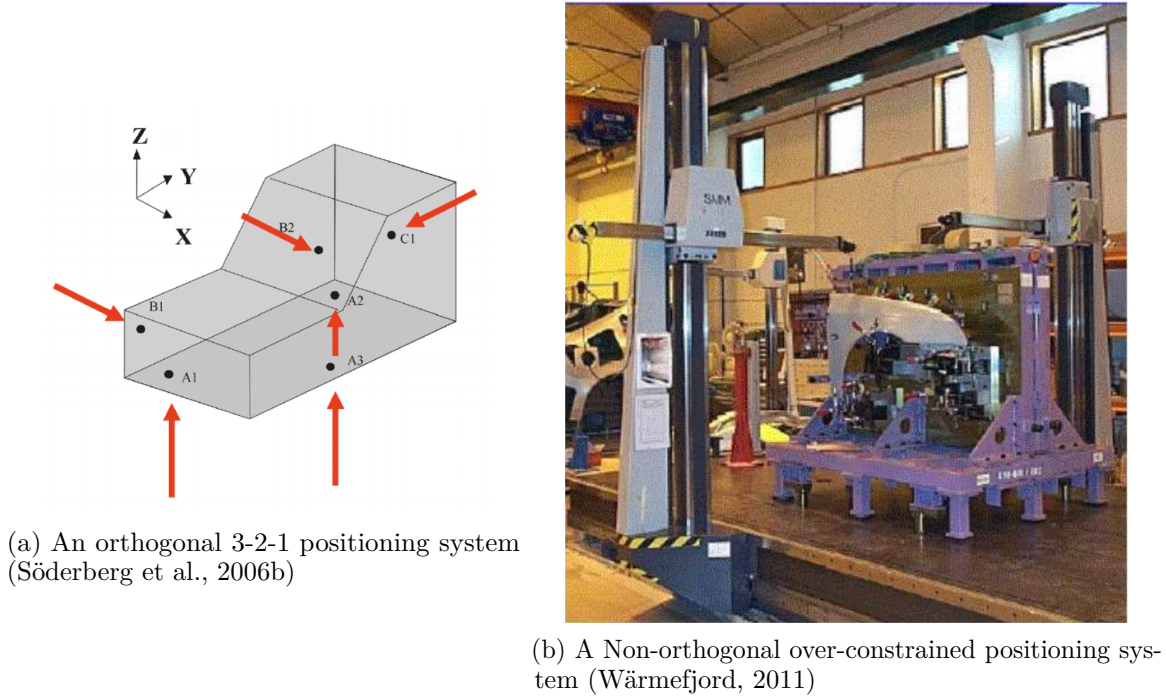 Z
Y
X
B2
C1
B1
A2
A3
A1
SMM
(a) An orthogonal 3-2-1 positioning system
(Söderberg et al., 2006b)
(b) A Non-orthogonal over-constrained positioning sys-
tem (Wärmefjord, 2011)